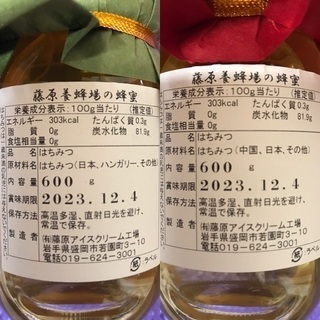 藤原養蜂場の蜂蜜
栄養成分表示:100g当たり (推定値)
エネルギー 303kcal たんぱく質0.3g
脂質 0g 炭水化物 81.9g
食塩相当量 0g
品名 はちみつ
原材料名 はちみつ(日本、ハンガリー、その他)
内容量 600 g
賞味期限 2023.12.4
保存方法 高温多湿、直射日光を避け、
常温で保存。
製造者 ㈲藤原アイスクリーム工場
岩手県盛岡市若園町3-10
電話019-624-3001
紙:ラベル
藤原養蜂場の蜂蜜
栄養成分表示:100g当たり (推定値)
エネルギー 303kcal たんぱく質0.3g
脂質 0g 炭水化物 81.9g
食塩相当量 0g
品名 はちみつ
原材料名 はちみつ(中国、日本、その他)
内容量 600 g
賞味期限 2023.12.4
保存方法 高温多湿、直射日光を避け、
常温で保存。
製造者 ㈲藤原アイスクリーム工場
岩手県盛岡市若園町3-10
電話019-624-3001
紙:ラベル